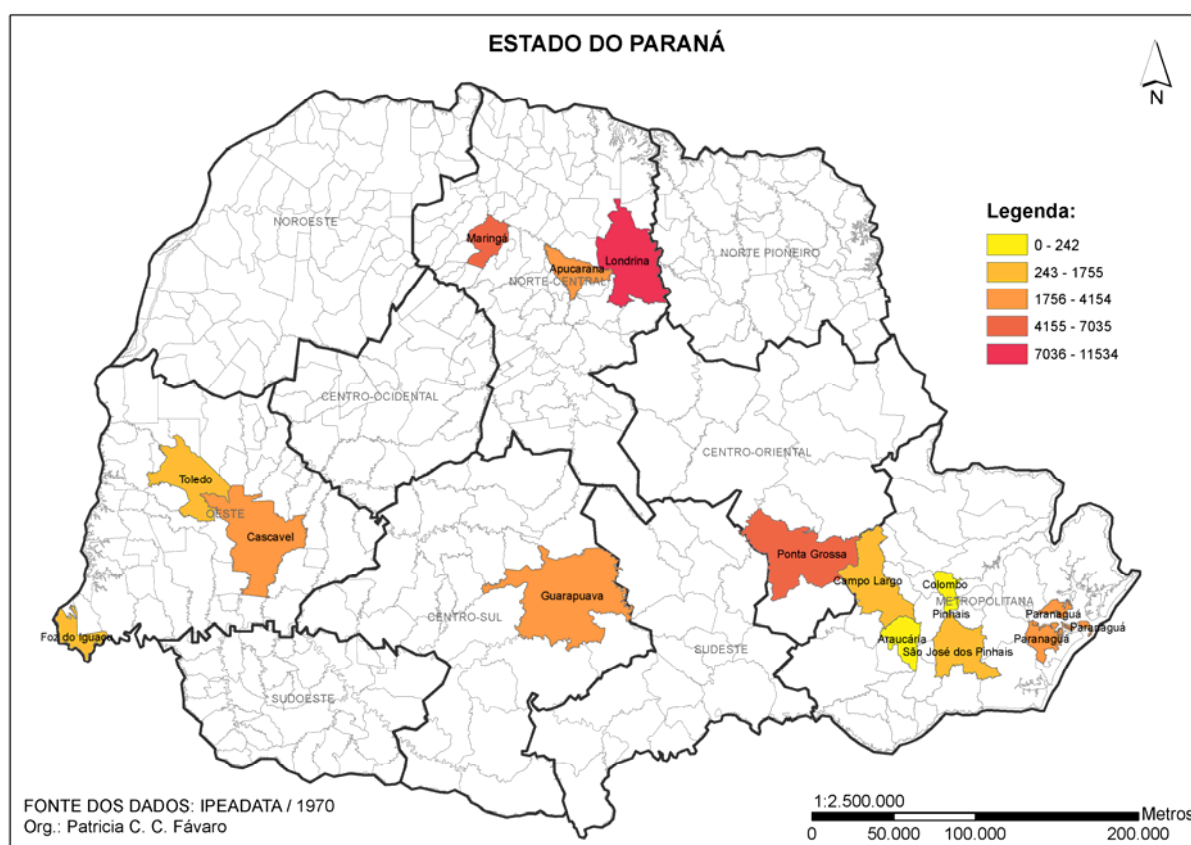 ESTADO DO PARANÁ
N
NOROESTE
Maringá
Apucarana
Londrina
NORTE-CENTRAL
NORTE PIONEIRO
Legenda:
0 - 242
243 - 1755
1756 - 4154
4155 - 7035
7036 - 11534
CENTRO-OCIDENTAL
CENTRO-ORIENTAL
Toledo
OESTE
Cascavel
Ponta Grossa
Campo Largo
Colombo
METROPOLITANA
Pinhais
Guarapuava
CENTRO-SUL
Paranaguá
Paranaguá
Paranaguá
Foz do Iguaçu
Araucária
São José dos Pinhais
SUDESTE
SUDOESTE
FONTE DOS DADOS: IPEADATA / 1970
Org.: Patricia C. C. Fávaro
1:2.500.000
Metros
0 50.000 100.000 200.000